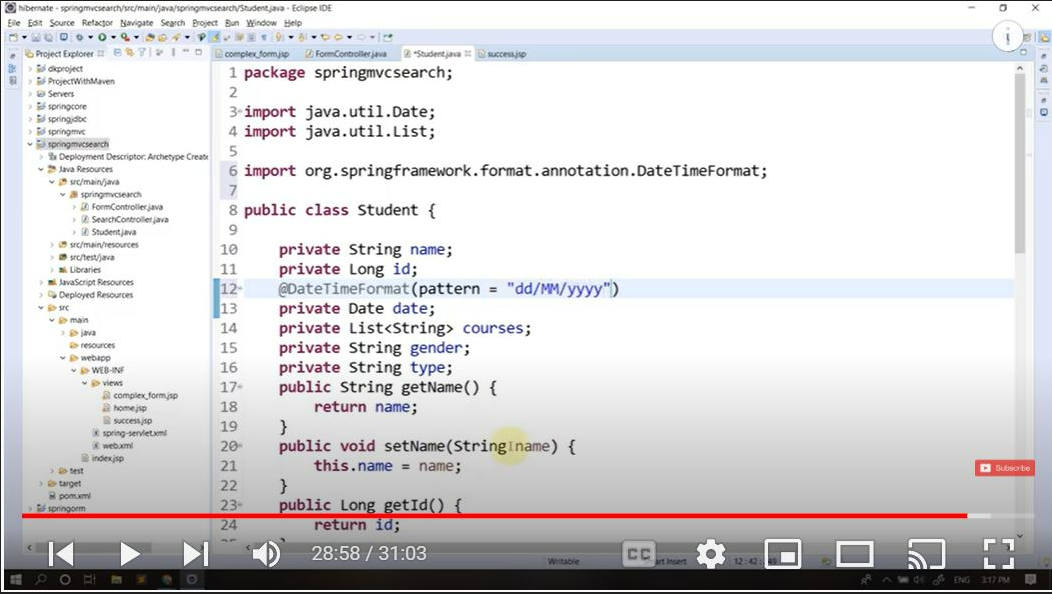 hibernate - springmvcsearch/src/main/java/springmvcsearch/Student.java - Eclipse IDE
File Edit Source Refactor Navigate Search Project Run Window Help
Project Explorer
complex_form.jsp FormController.java *Student.java success.jsp
dkproject
ProjectWithMaven
Servers
springcore
springjdbc
springmvc
springmvcsearch
Deployment Descriptor: Archetype Create
Java Resources
src/main/java
springmvcsearch
FormController.java
SearchController.java
Student.java
src/main/resources
src/test/java
Libraries
JavaScript Resources
Deployed Resources
src
main
java
resources
webapp
WEB-INF
views
complex_form.jsp
home.jsp
success.jsp
spring-servlet.xml
web.xml
index.jsp
test
target
pom.xml
springorm
1 package springmvcsearch;
2
3 import java.util.Date;
4 import java.util.List;
5
6 import org.springframework.format.annotation.DateTimeFormat;
7
8 public class Student {
9
10 private String name;
11 private Long id;
12 @DateTimeFormat(pattern = "dd/MM/yyyy")
13 private Date date;
14 private List<String> courses;
15 private String gender;
16 private String type;
17 public String getName() {
18 return name;
19 }
20 public void setName(String name) {
21 this.name = name;
22 }
23 public Long getId() {
24 return id;
Subscribe
28:58 / 31:03
CC
Writable
ENG 3:17 PM